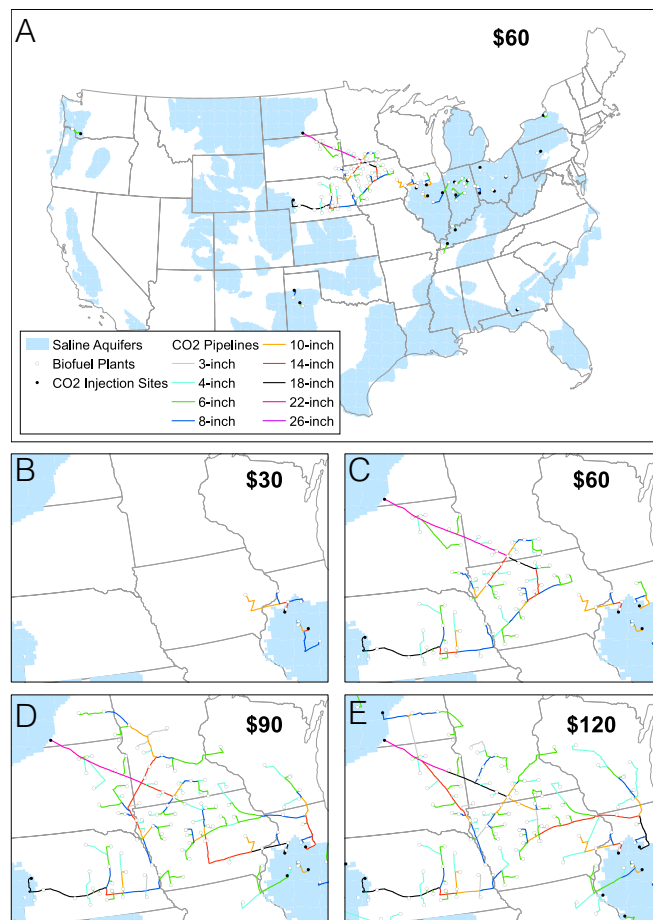 A
$60
Saline Aquifers
Biofuel Plants
CO2 Injection Sites
CO2 Pipelines
3-inch
4-inch
6-inch
8-inch
10-inch
14-inch
18-inch
22-inch
26-inch
B
$30
C
$60
D
$90
E
$120